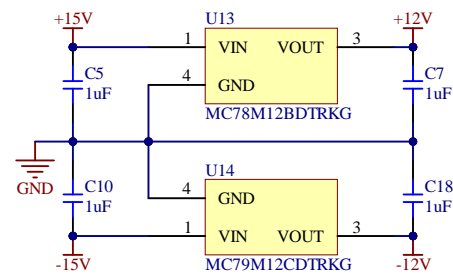 +15V
U13
+12V
1
VIN
VOUT
3
C5
1uF
4
GND
C7
1uF
MC78M12BDTRKG
GND
U14
C10
1uF
4
GND
C18
1uF
1
VIN
VOUT
3
-15V
MC79M12CDTRKG
-12V